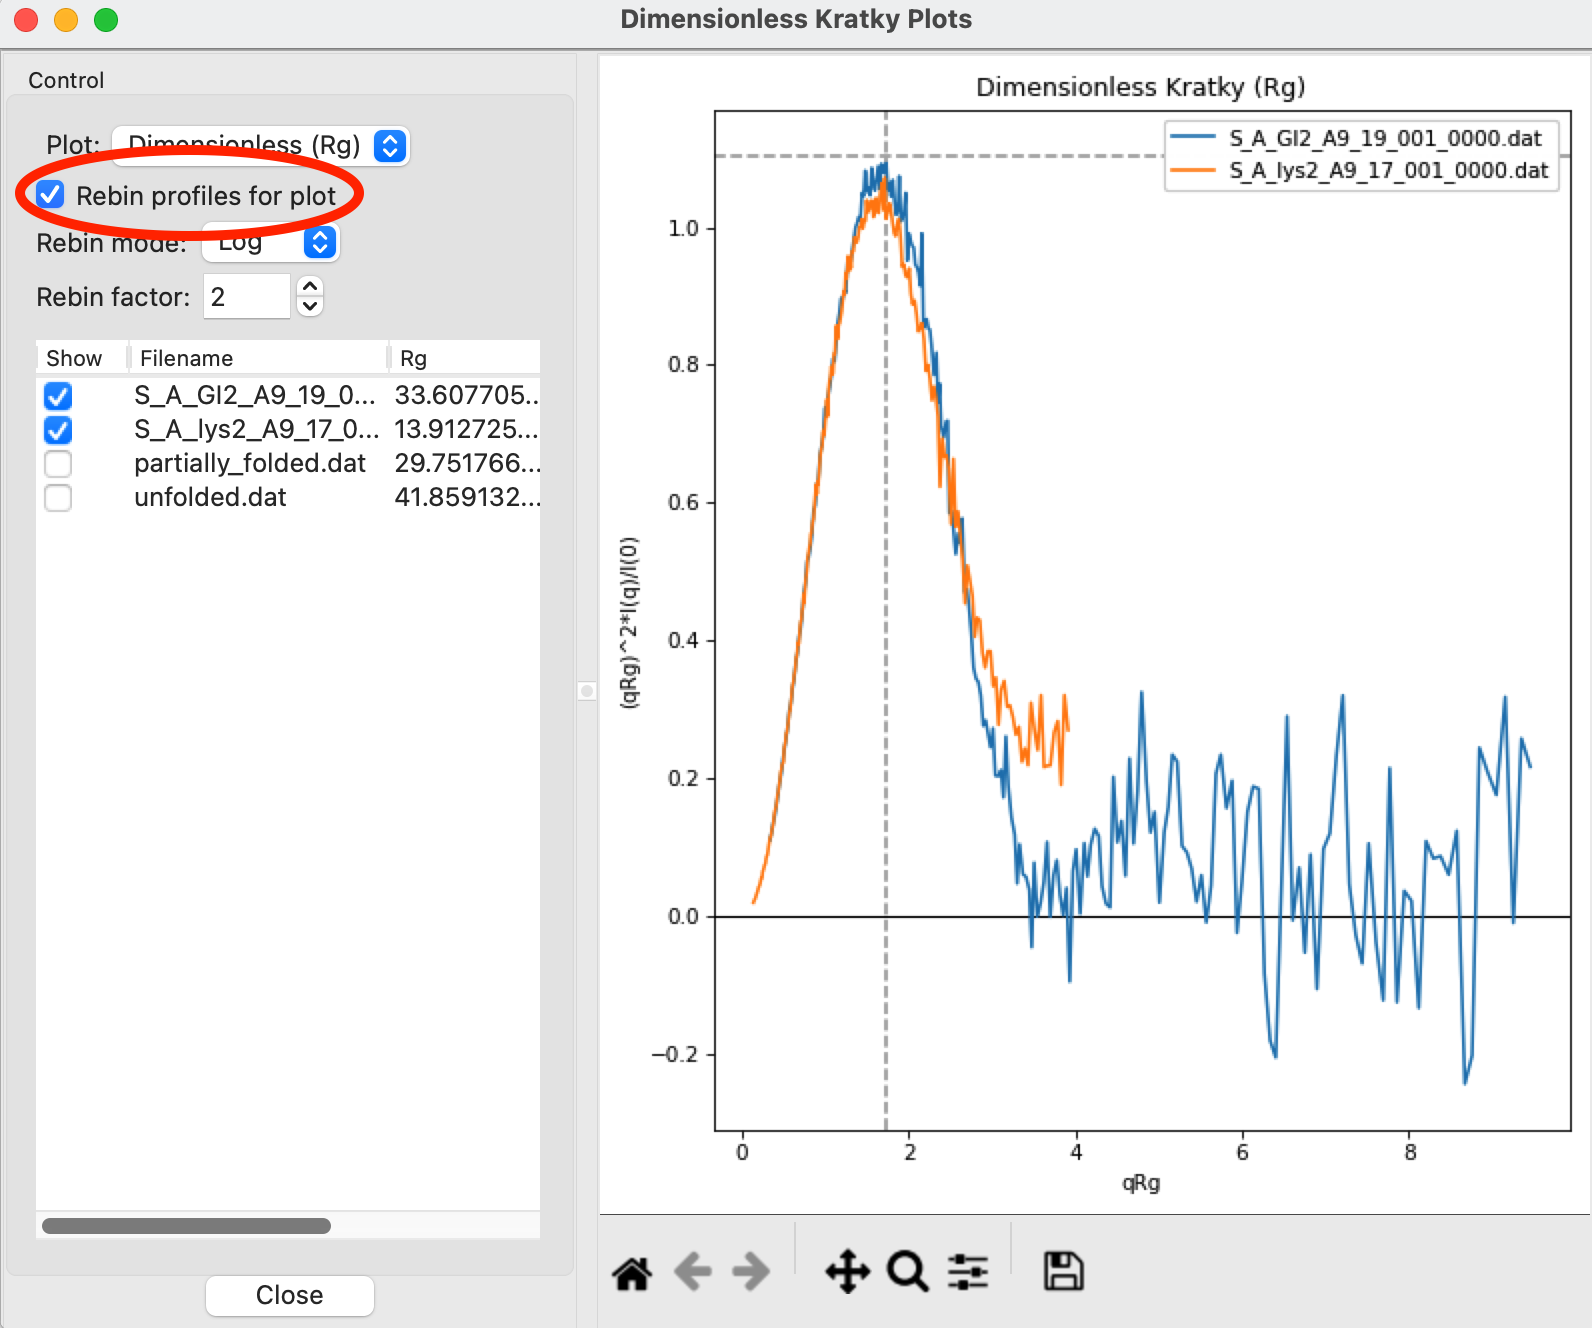 Dimensionless Kratky Plots
Control
Plot: Dimensionless (Rg)
Rebin profiles for plot
Rebin mode: Log
Rebin factor: 2
Show Filename Rg
S_A_GI2_A9_19_0... 33.607705..
S_A_lys2_A9_17_0... 13.912725...
partially_folded.dat 29.751766...
unfolded.dat 41.859132...
Close
Dimensionless Kratky (Rg)
S_A_GI2_A9_19_001_0000.dat
S_A_lys2_A9_17_001_0000.dat
(qRg)^2*I(q)/I(0)
1.0
0.8
0.6
0.4
0.2
0.0
−0.2
0 2 4 6 8
qRg